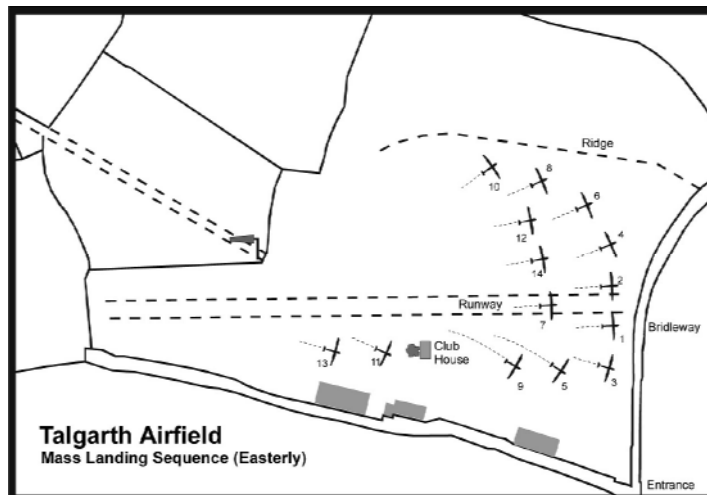 Ridge
10
8
6
12
4
14
2
Runway
7
1
Bridleway
13
11
Club
House
9
5
3
Talgarth Airfield
Mass Landing Sequence (Easterly)
Entrance